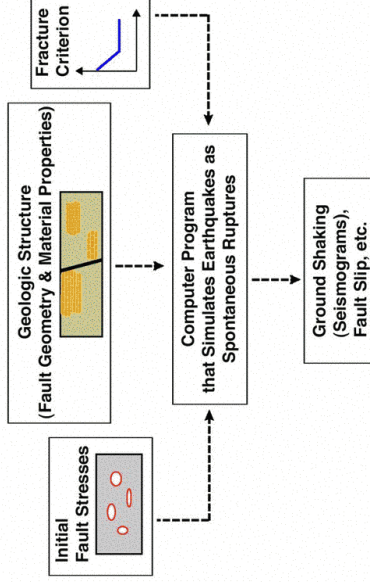 Initial
Fault Stresses
Geologic Structure
(Fault Geometry & Material Properties)
Fracture
Criterion
Computer Program
that Simulates Earthquakes as
Spontaneous Ruptures
Ground Shaking
(Seismograms),
Fault Slip, etc.